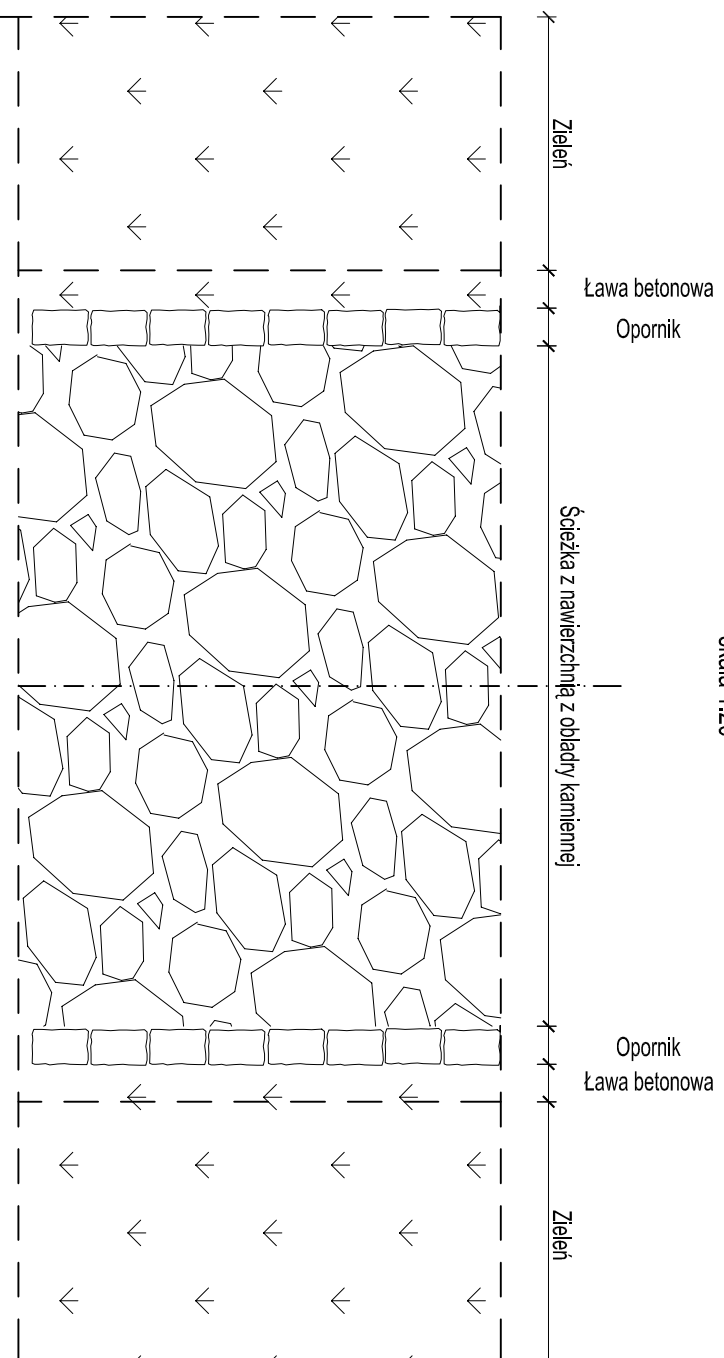 Zieleń
Ława betonowa
Opornik
Ścieżka z nawierzchnią z obladry kamiennej
Opornik
Ława betonowa
Zieleń